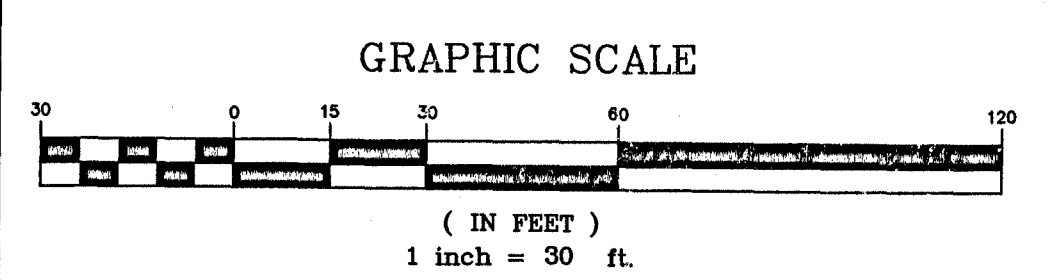 GRAPHIC SCALE
30 0 15 30 60 120
( IN FEET )
1 inch = 30 ft.